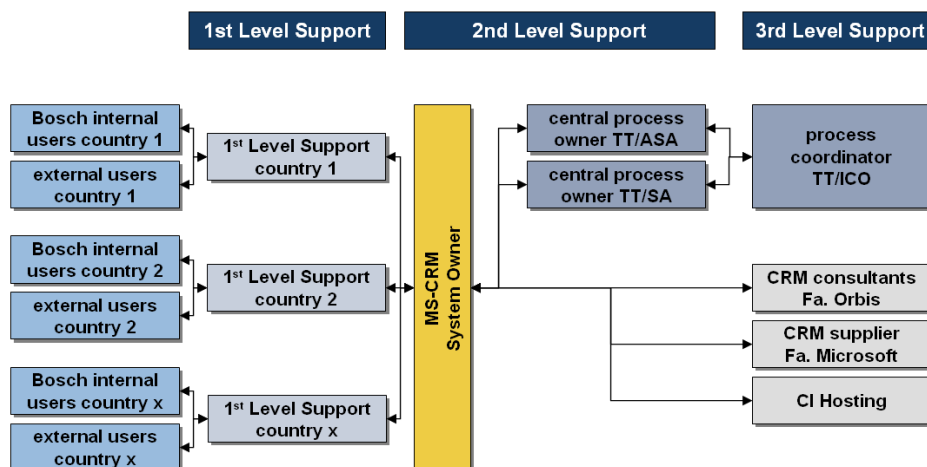 1st Level Support
2nd Level Support
3rd Level Support
Bosch internal
users country 1
external users
country 1
1st Level Support
country 1
Bosch internal
users country 2
external users
country 2
1st Level Support
country 2
Bosch internal
users country x
external users
country x
1st Level Support
country x
MS-CRM
System Owner
central process
owner TT/ASA
central process
owner TT/SA
process
coordinator
TT/ICO
CRM consultants
Fa. Orbis
CRM supplier
Fa. Microsoft
CI Hosting